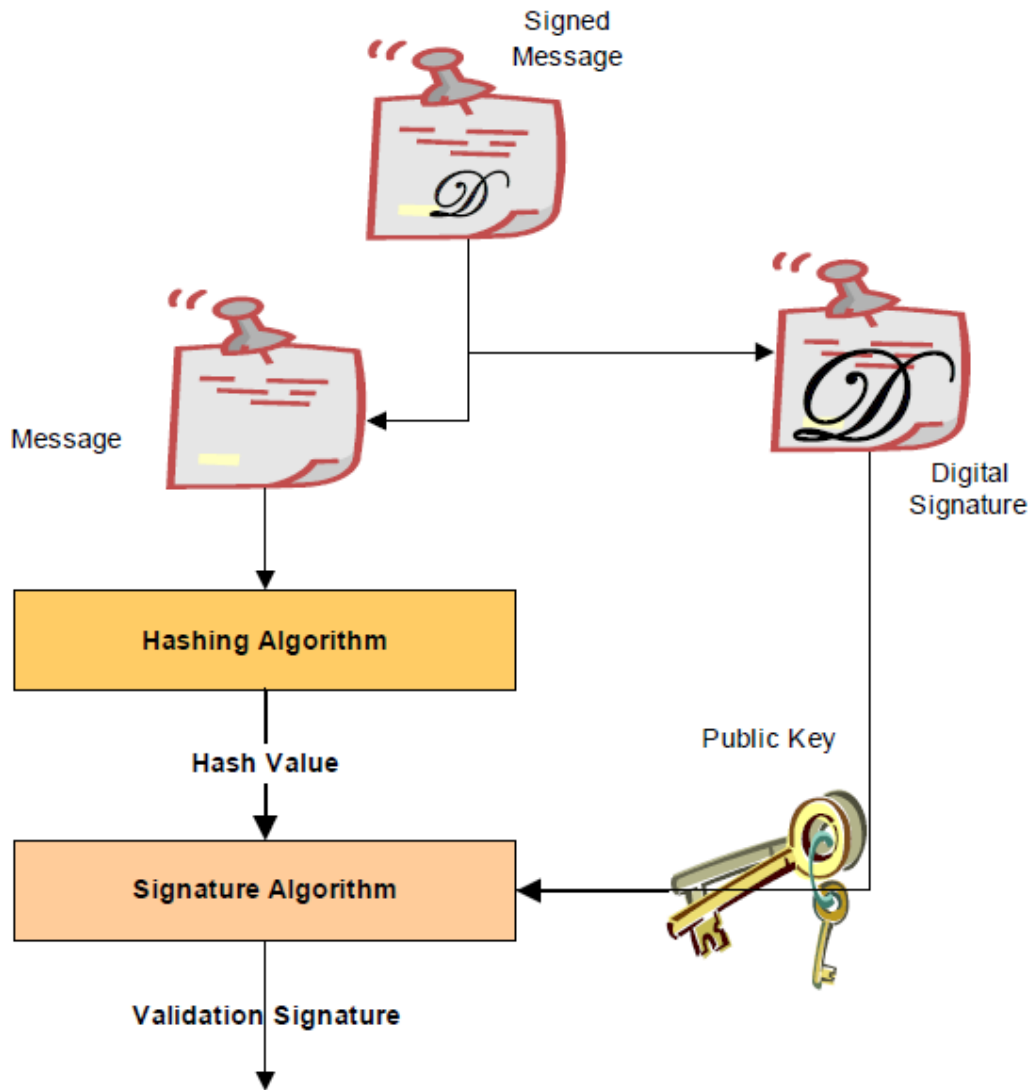 Signed
Message
Message
Digital
Signature
Hashing Algorithm
Public Key
Hash Value
Signature Algorithm
Validation Signature